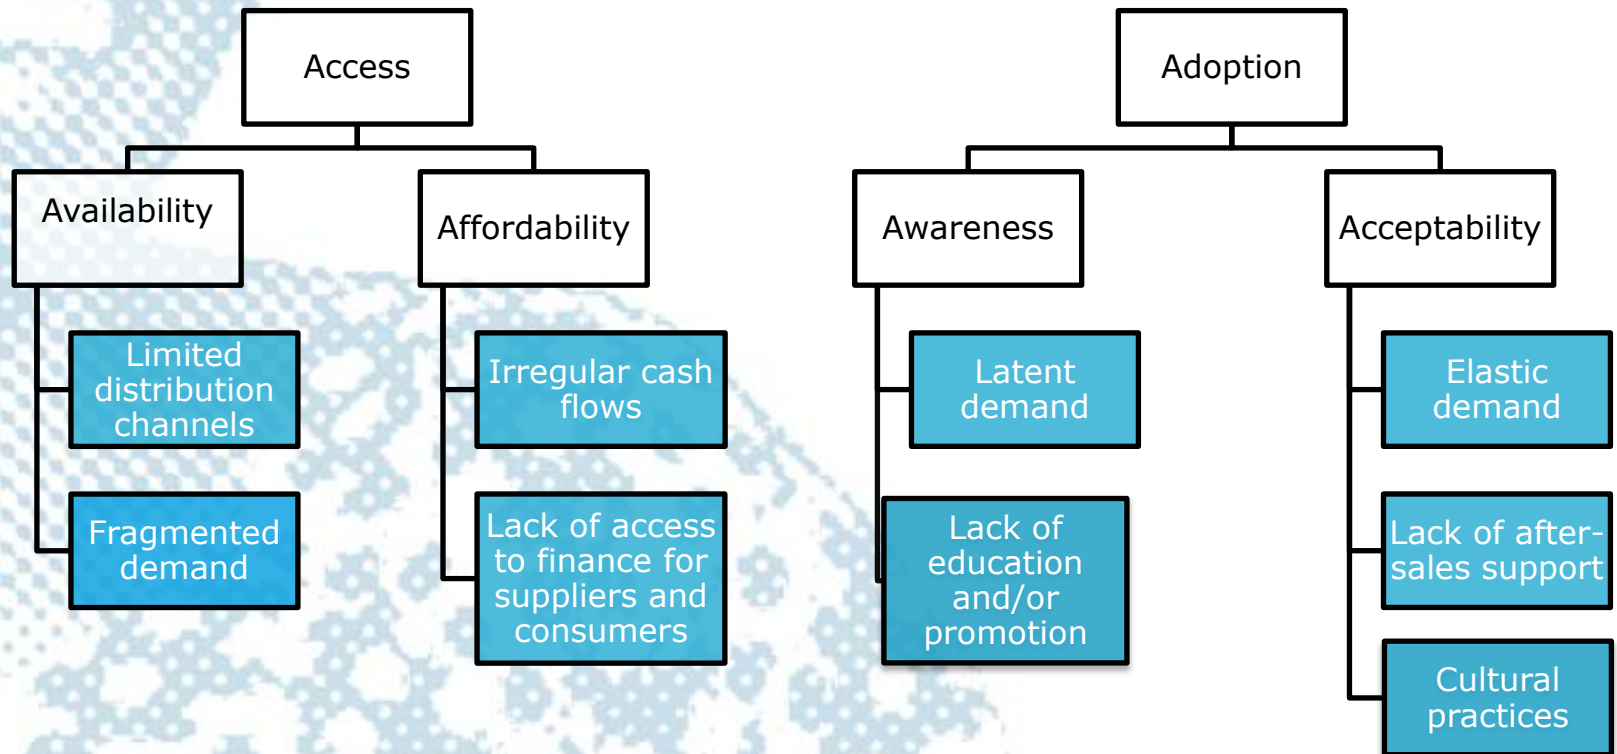 Access
Availability
Limited
distribution
channels
Fragmented
demand
Affordability
Irregular cash
flows
Lack of access
to finance for
suppliers and
consumers
Adoption
Awareness
Latent
demand
Lack of
education
and/or
promotion
Acceptability
Elastic
demand
Lack of after-
sales support
Cultural
practices